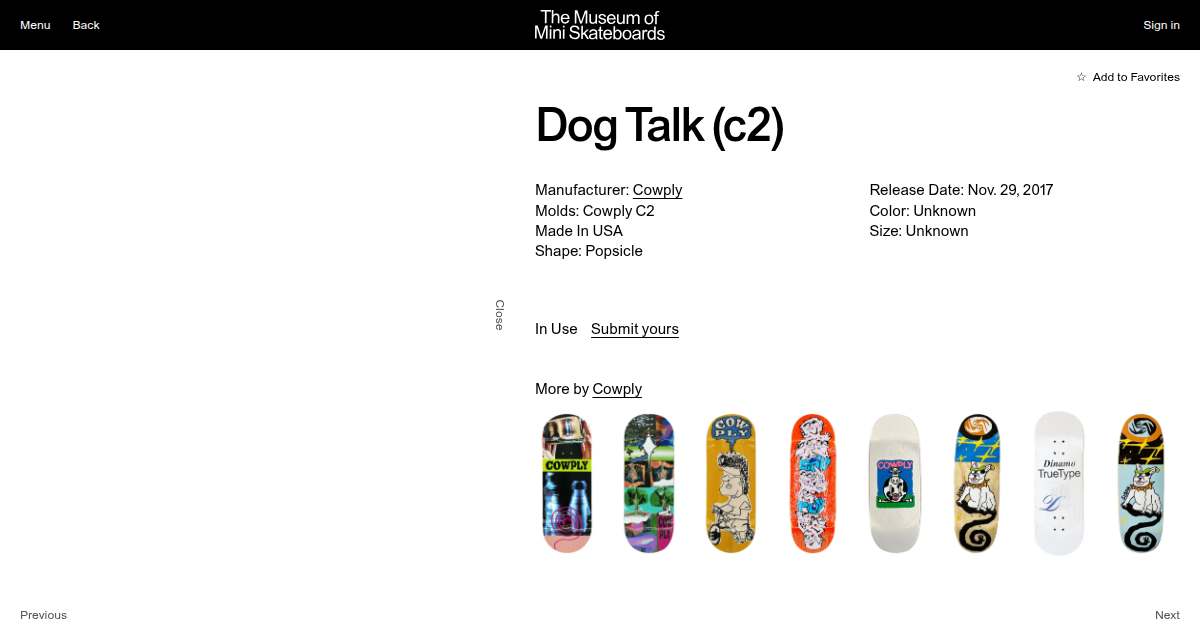 Menu
Back
The Museum of
Mini Skateboards
Sign in
☆ Add to Favorites
Dog Talk (c2)
Manufacturer: Cowply
Molds: Cowply C2
Made In USA
Shape: Popsicle
Release Date: Nov. 29, 2017
Color: Unknown
Size: Unknown
Close
In Use
Submit yours
More by Cowply
COWPLY
COW
PLY
COWPLY
Dinamo
TrueType
D
Previous
Next